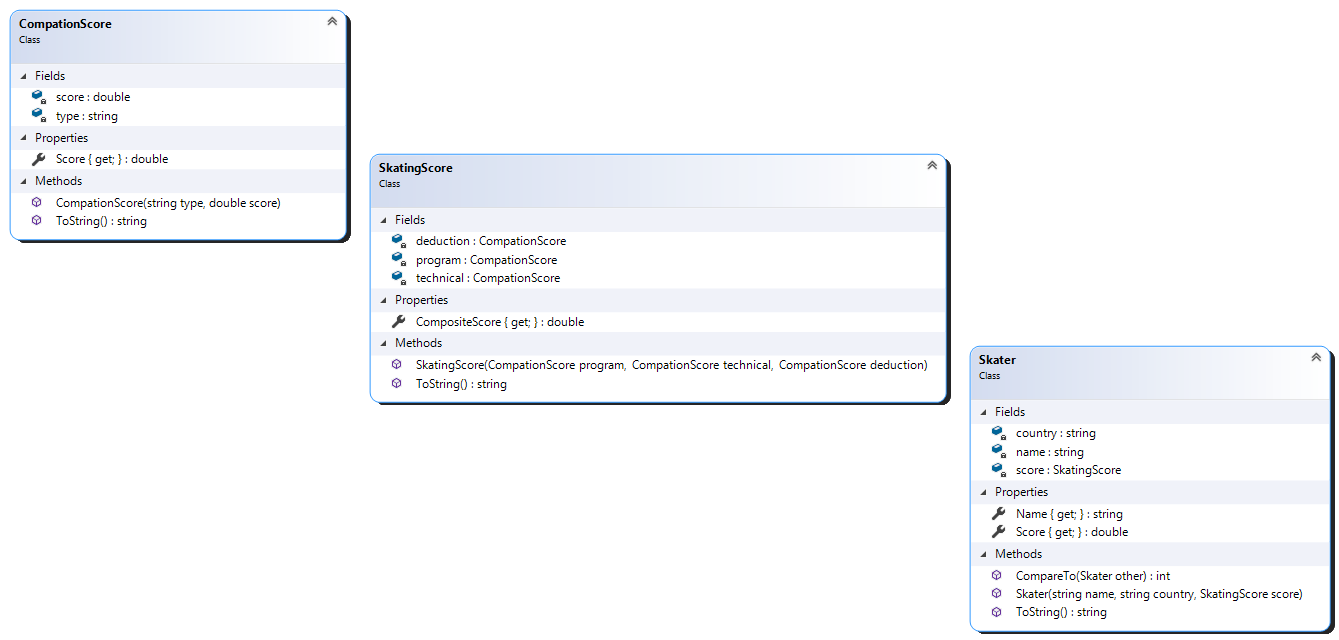 CompationScore
Class
Fields
score : double
type : string
Properties
Score { get; } : double
Methods
CompationScore(string type, double score)
ToString() : string
SkatingScore
Class
Fields
deduction : CompationScore
program : CompationScore
technical : CompationScore
Properties
CompositeScore { get; } : double
Methods
SkatingScore(CompationScore program, CompationScore technical, CompationScore deduction)
ToString() : string
Skater
Class
Fields
country : string
name : string
score : SkatingScore
Properties
Name { get; } : string
Score { get; } : double
Methods
CompareTo(Skater other) : int
Skater(string name, string country, SkatingScore score)
ToString() : string